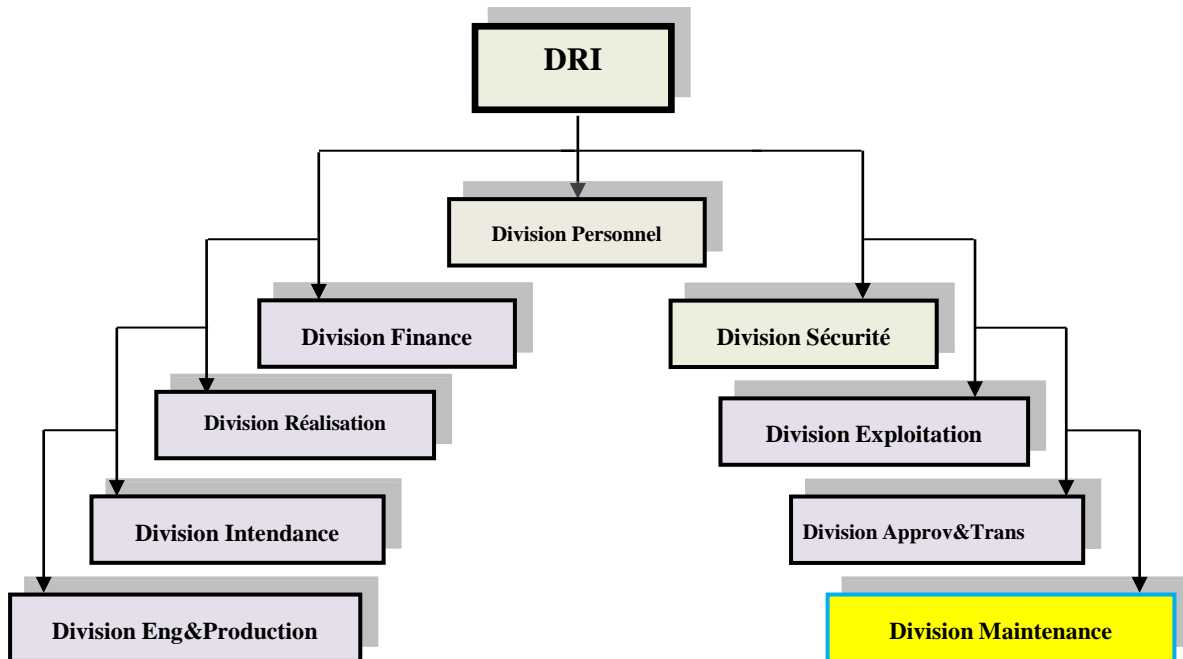 DRI
Division Personnel
Division Finance
Division Sécurité
Division Réalisation
Division Exploitation
Division Intendance
Division Approv&Trans
Division Eng&Production
Division Maintenance